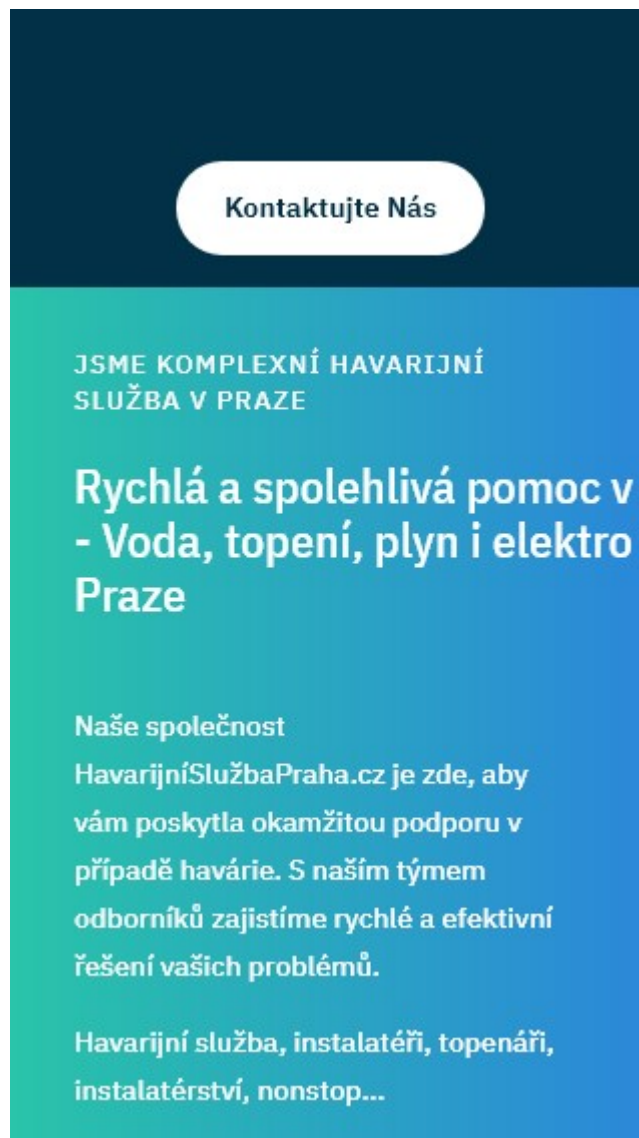 Kontaktujte Nás
JSME KOMPLEXNÍ HAVARIJNÍ
SLUŽBA V PRAZE
Rychlá a spolehlivá pomoc v
- Voda, topení, plyn i elektro
Praze
Naše společnost
HavarijníSlužbaPraha.cz je zde, aby
vám poskytla okamžitou podporu v
případě havárie. S naším týmem
odborníků zajistíme rychlé a efektivní
řešení vašich problémů.
Havarijní služba, instalatéři, topenáři,
instalatérství, nonstop...